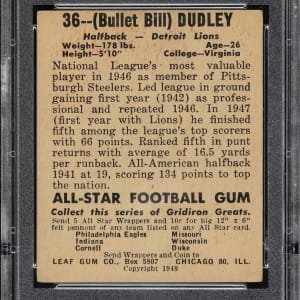 36--(Bullet Bill) DUDLEY
Halfback — Detroit Lions
Weight—178 lbs. Age—26
Height—5'10" College—Virginia
National League's most valuable
player in 1946 as member of Pitts-
burgh Steelers. Led league in ground
gaining first year (1942) as profes-
sional and repeated 1946. In 1947
(first year with Lions) he finished
fifth among the league's top scorers
with 66 points. Ranked fifth in punt
returns with average of 16.5 yards
per runback. All-American halfback
1941 at 19, scoring 134 points to top
the nation.
ALL-STAR FOOTBALL GUM
Collect this series of Gridiron Greats.
Send 5 All Star Wrappers and 10c for big 12" x 6"
felt pennant of any team listed on any All Star card.
Philadelphia Eagles Missouri
Indiana Wisconsin
Cornell Duke
Send Wrappers and Coin to
LEAF GUM CO., Box 5907 CHICAGO 80, ILL.
Copyright 1948